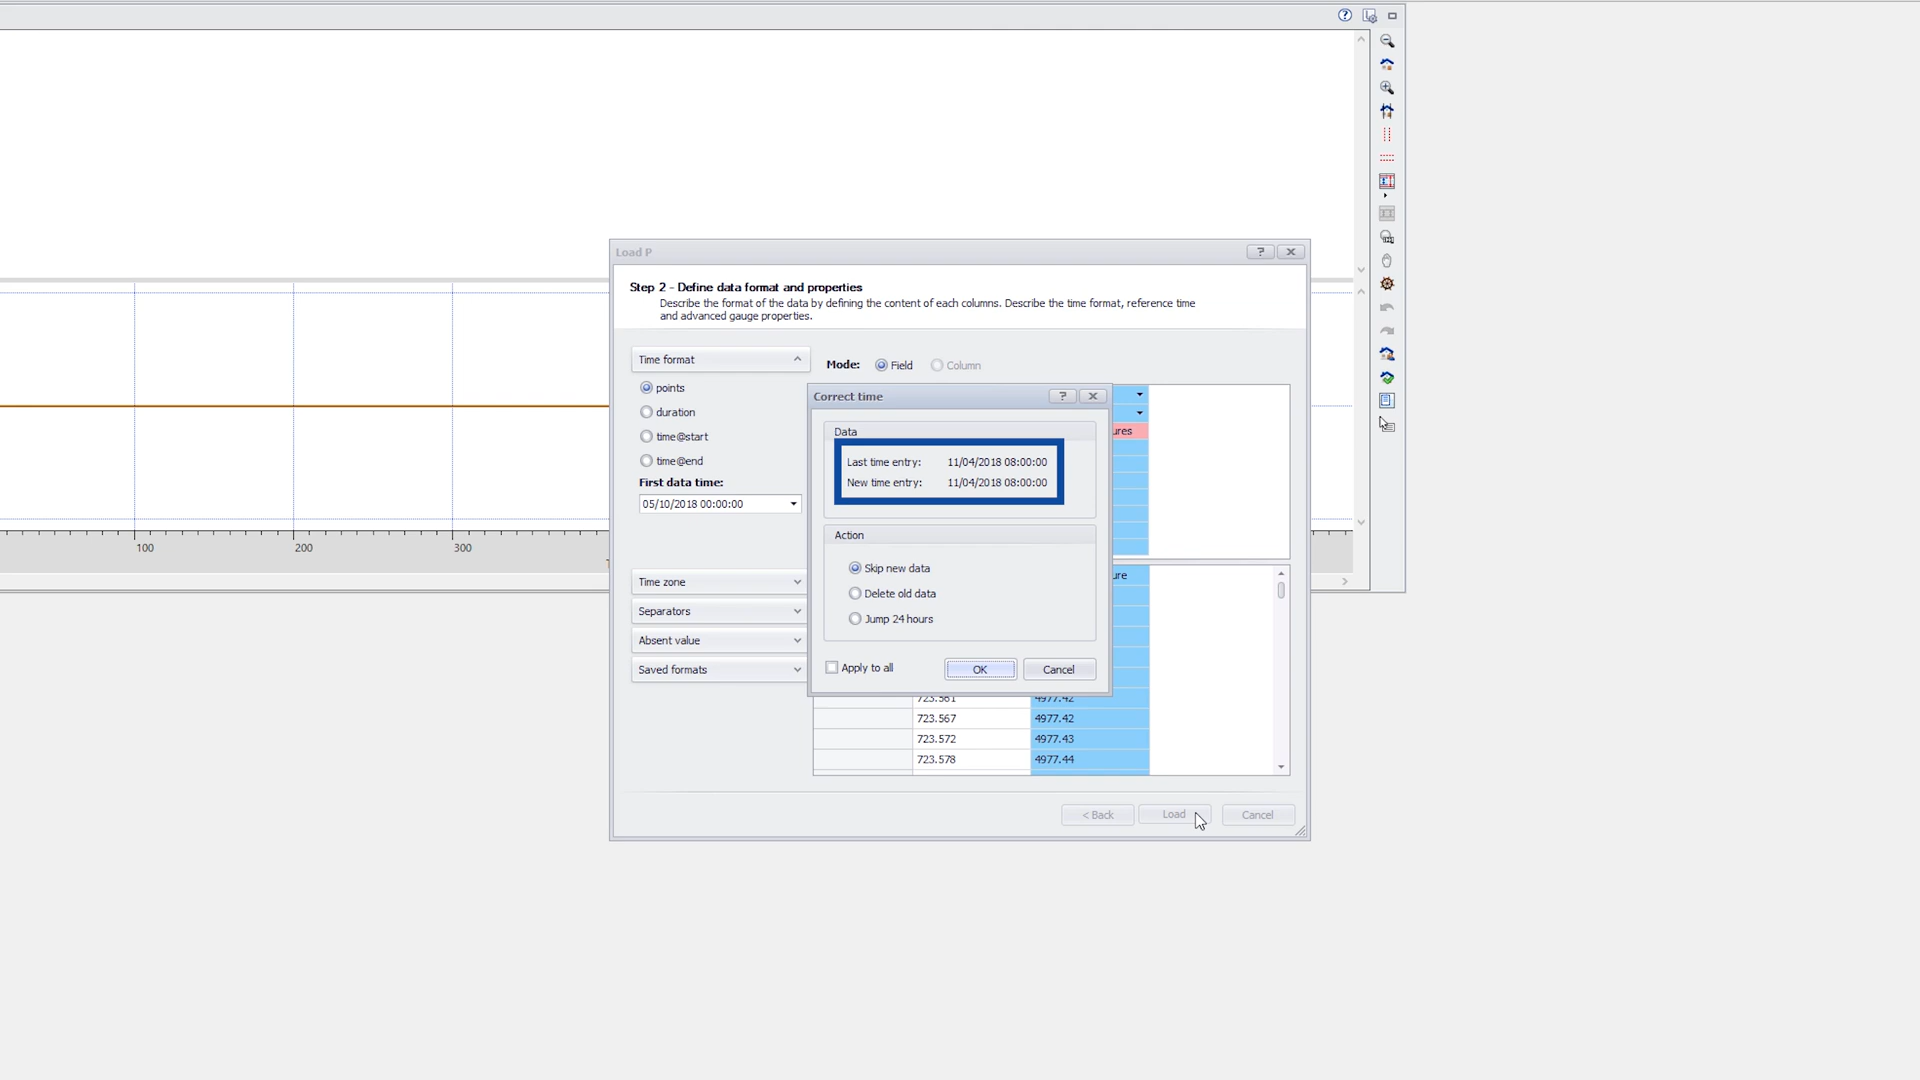 Load P
Step 2 - Define data format and properties
Describe the format of the data by defining the content of each columns. Describe the time format, reference time
and advanced gauge properties.
Time format
Mode: Field Column
points
duration
time@start
time@end
First data time:
05/10/2018 00:00:00
Time zone
Separators
Absent value
Saved formats
Correct time
Data
Last time entry: 11/04/2018 08:00:00
New time entry: 11/04/2018 08:00:00
Action
Skip new data
Delete old data
Jump 24 hours
Apply to all OK Cancel
ures
ure
723.561 4977.42
723.567 4977.42
723.572 4977.43
723.578 4977.44
< Back Load Cancel
100 200 300